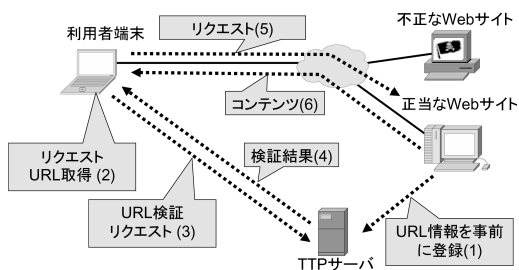 利用者端末
リクエスト(5)
不正なWebサイト
コンテンツ(6)
正当なWebサイト
リクエスト
URL取得 (2)
検証結果(4)
URL検証
リクエスト (3)
URL情報を事前
に登録(1)
TTPサーバ